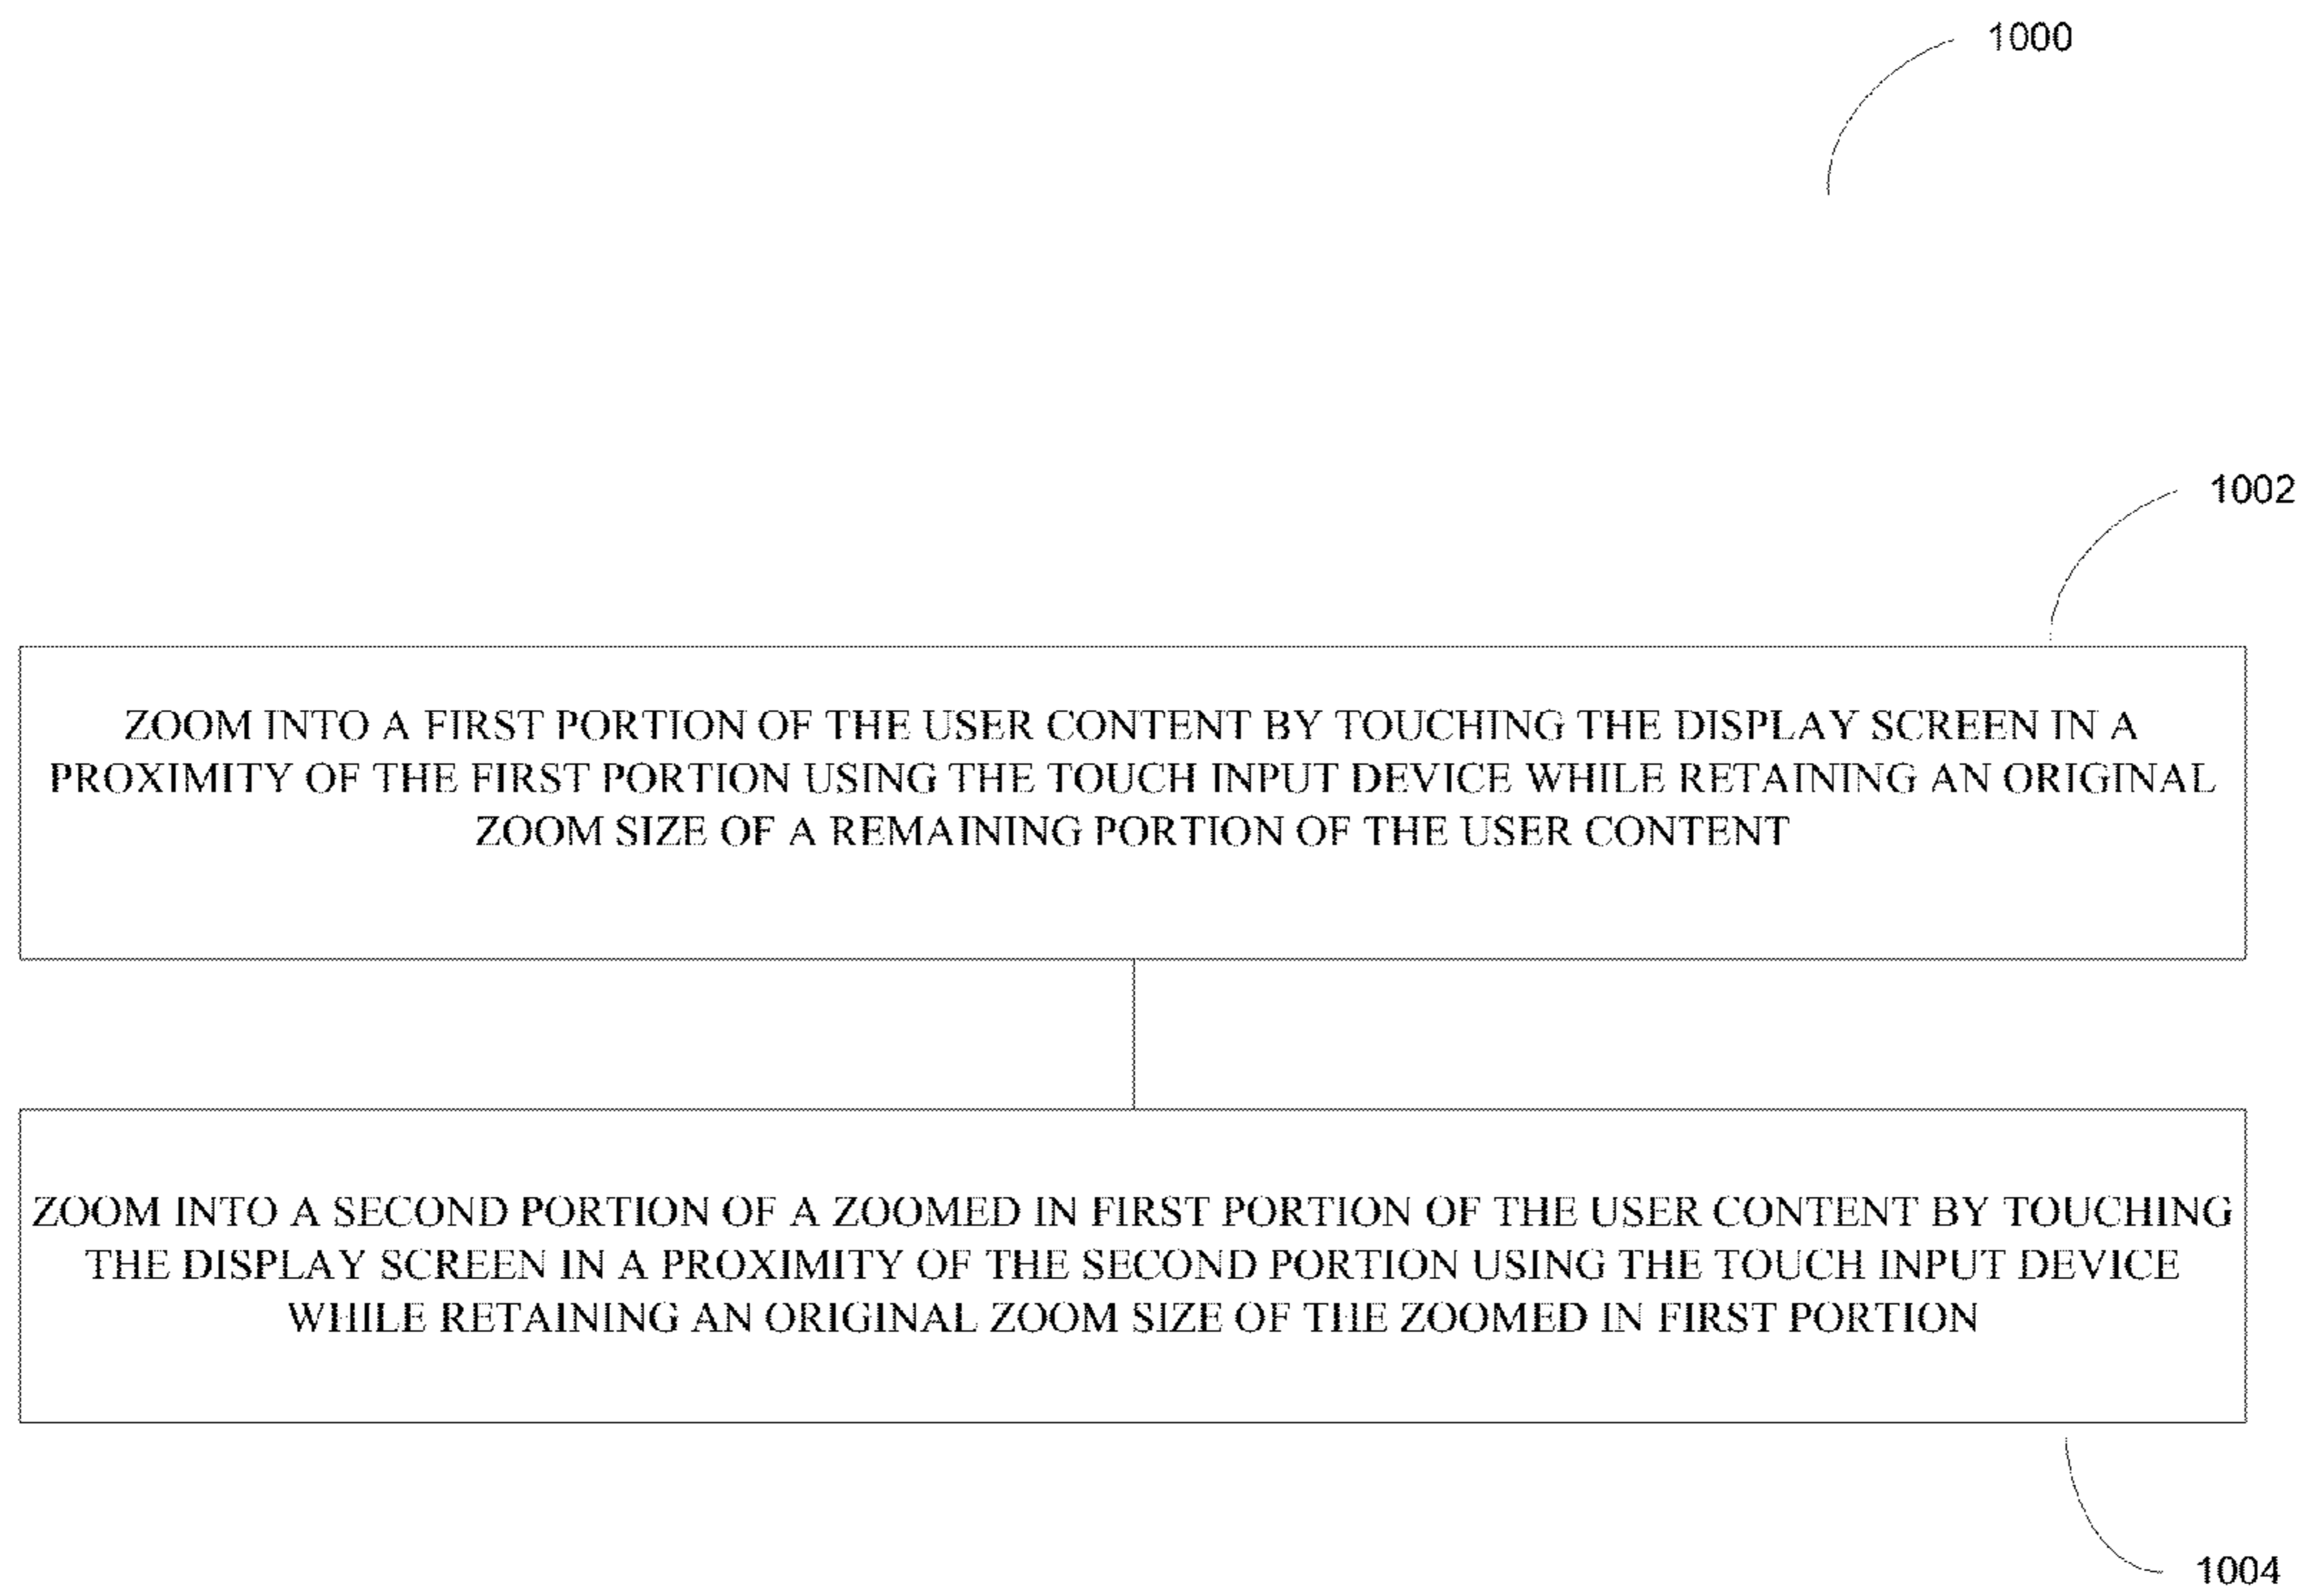 1000
1002
ZOOM INTO A FIRST PORTION OF THE USER CONTENT BY TOUCHING THE DISPLAY SCREEN IN A
PROXIMITY OF THE FIRST PORTION USING THE TOUCH INPUT DEVICE WHILE RETAINING AN ORIGINAL
ZOOM SIZE OF A REMAINING PORTION OF THE USER CONTENT
ZOOM INTO A SECOND PORTION OF A ZOOMED IN FIRST PORTION OF THE USER CONTENT BY TOUCHING
THE DISPLAY SCREEN IN A PROXIMITY OF THE SECOND PORTION USING THE TOUCH INPUT DEVICE
WHILE RETAINING AN ORIGINAL ZOOM SIZE OF THE ZOOMED IN FIRST PORTION
1004